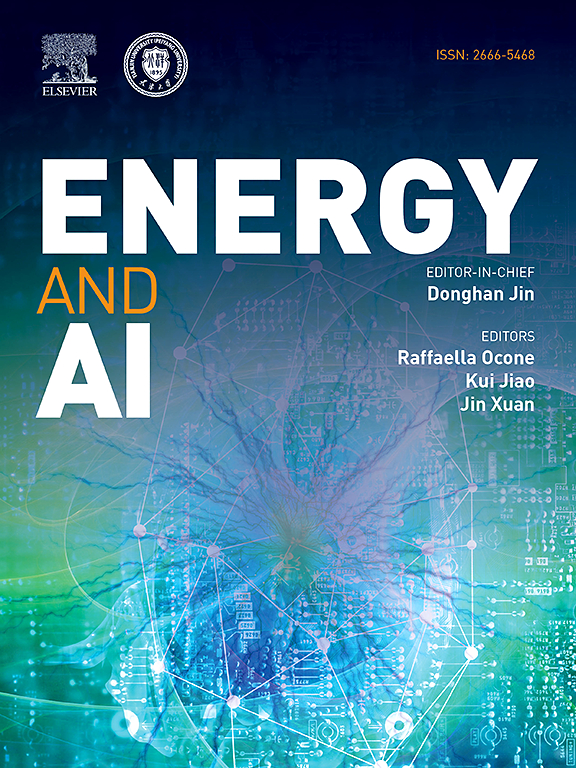 ELSEVIER
ISSN: 2666-5468
ENERGY
AND
AI
EDITOR-IN-CHIEF
Donghan Jin
EDITORS
Raffaella Ocone
Kui Jiao
Jin Xuan